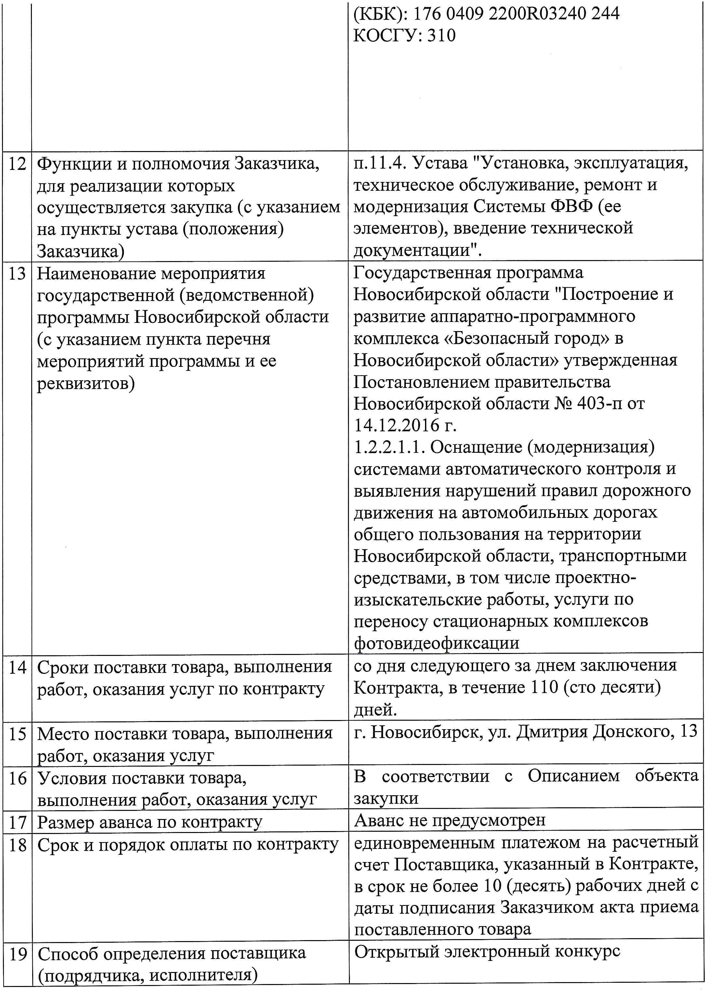 (КБК): 176 0409 2200R03240 244
КОСГУ: 310
12
Функции и полномочия Заказчика,
для реализации которых
осуществляется закупка (с указанием
на пункты устава (положения)
Заказчика)
п.11.4. Устава "Установка, эксплуатация,
техническое обслуживание, ремонт и
модернизация Системы ФВФ (ее
элементов), введение технической
документации".
13
Наименование мероприятия
государственной (ведомственной)
программы Новосибирской области
(с указанием пункта перечня
мероприятий программы и ее
реквизитов)
Государственная программа
Новосибирской области "Построение и
развитие аппаратно-программного
комплекса «Безопасный город» в
Новосибирской области» утвержденная
Постановлением правительства
Новосибирской области № 403-п от
14.12.2016 г.
1.2.2.1.1. Оснащение (модернизация)
системами автоматического контроля и
выявления нарушений правил дорожного
движения на автомобильных дорогах
общего пользования на территории
Новосибирской области, транспортными
средствами, в том числе проектно-
изыскательские работы, услуги по
переносу стационарных комплексов
фотовидеофиксации
14
Сроки поставки товара, выполнения
работ, оказания услуг по контракту
со дня следующего за днем заключения
Контракта, в течение 110 (сто десяти)
дней.
15
Место поставки товара, выполнения
работ, оказания услуг
г. Новосибирск, ул. Дмитрия Донского, 13
16
Условия поставки товара,
выполнения работ, оказания услуг
В соответствии с Описанием объекта
закупки
17
Размер аванса по контракту
Аванс не предусмотрен
18
Срок и порядок оплаты по контракту
единовременным платежом на расчетный
счет Поставщика, указанный в Контракте,
в срок не более 10 (десять) рабочих дней с
даты подписания Заказчиком акта приема
поставленного товара
19
Способ определения поставщика
(подрядчика, исполнителя)
Открытый электронный конкурс